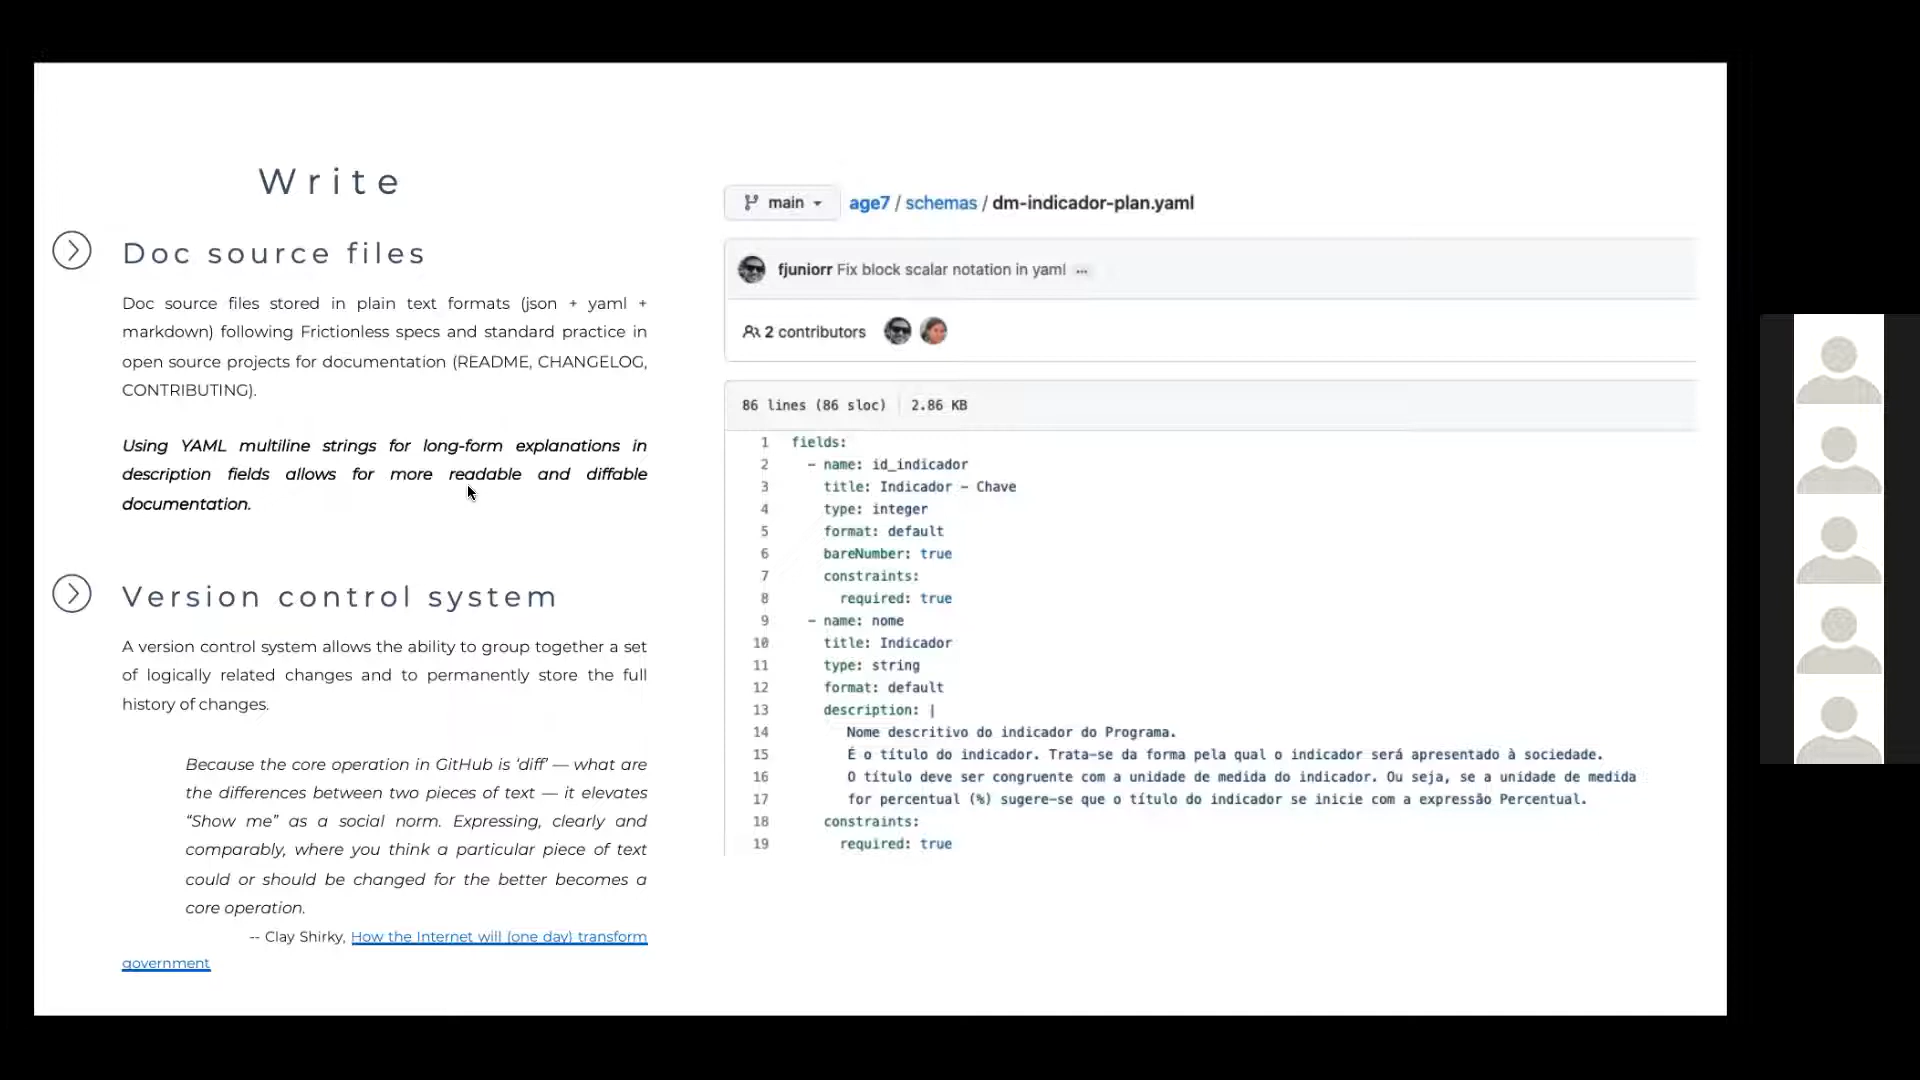 Write
Doc source files
Doc source files stored in plain text formats (json + yaml +
markdown) following Frictionless specs and standard practice in
open source projects for documentation (README, CHANGELOG,
CONTRIBUTING).
Using YAML multiline strings for long-form explanations in
description fields allows for more readable and diffable
documentation.
Version control system
A version control system allows the ability to group together a set
of logically related changes and to permanently store the full
history of changes.
Because the core operation in GitHub is ‘diff’ — what are
the differences between two pieces of text — it elevates
“Show me” as a social norm. Expressing, clearly and
comparably, where you think a particular piece of text
could or should be changed for the better becomes a
core operation.
-- Clay Shirky, How the Internet will (one day) transform
government
main age7 / schemas / dm-indicador-plan.yaml
fjuniorr Fix block scalar notation in yaml ...
2 contributors
86 lines (86 sloc) 2.86 KB
1 fields:
2 - name: id_indicador
3 title: Indicador - Chave
4 type: integer
5 format: default
6 bareNumber: true
7 constraints:
8 required: true
9 - name: nome
10 title: Indicador
11 type: string
12 format: default
13 description: |
14 Nome descritivo do indicador do Programa.
15 É o título do indicador. Trata-se da forma pela qual o indicador será apresentado à sociedade.
16 O título deve ser congruente com a unidade de medida do indicador. Ou seja, se a unidade de medida
17 for percentual (%) sugere-se que o título do indicador se inicie com a expressão Percentual.
18 constraints:
19 required: true